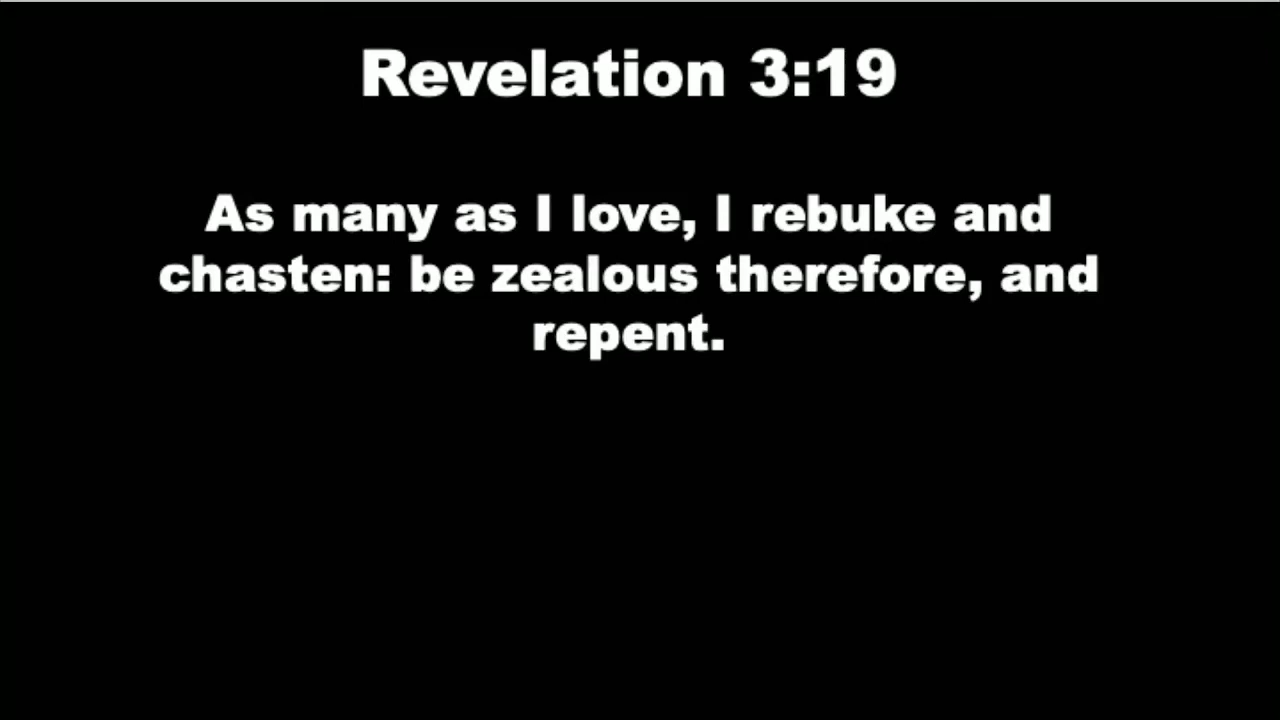 Revelation 3:19
As many as I love, I rebuke and
chasten: be zealous therefore, and
repent.